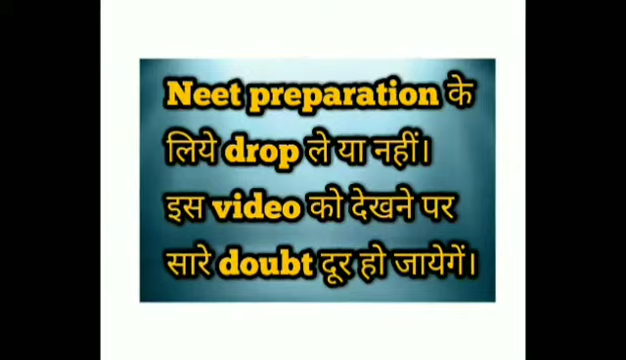 Neet preparation के
लिये drop ले या नहीं।
इस video को देखने पर
सारे doubt दूर हो जायेगें।